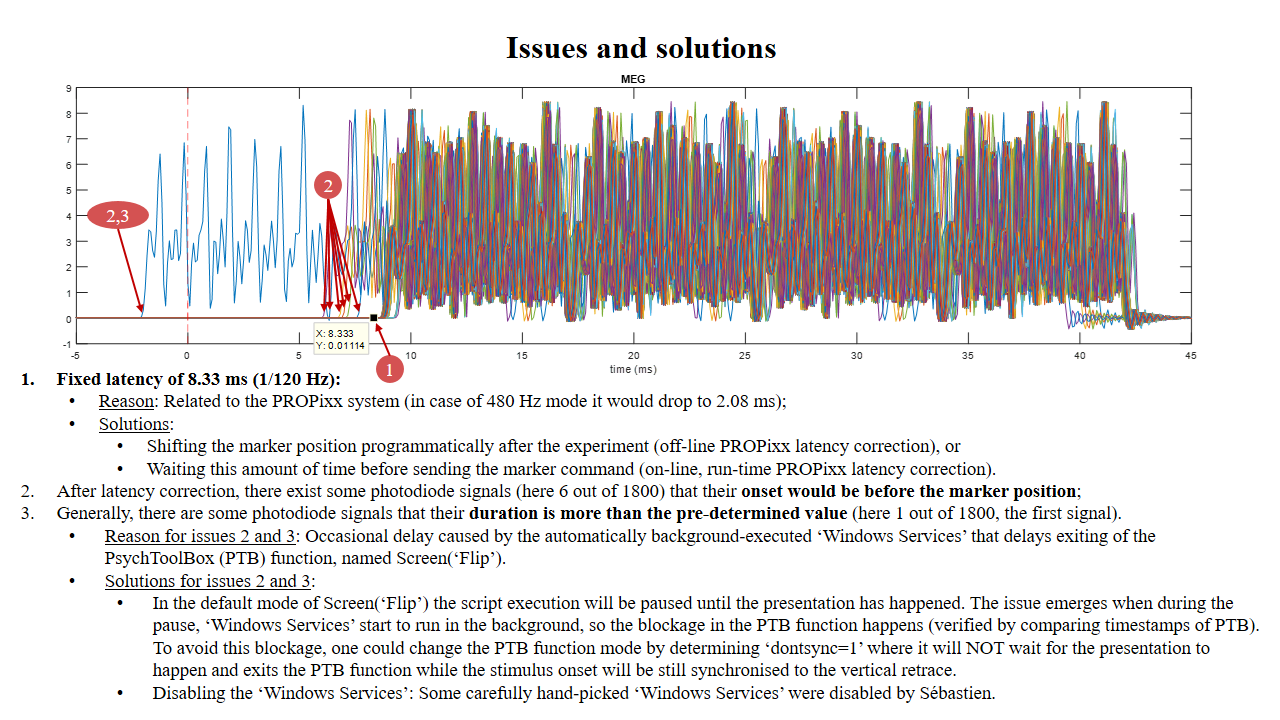 Issues and solutions
MEG
9
8
7
6
5
4
3
2
1
0
-1
2,3
2
X: 8.333
Y: 0.01114
1
-5
0
5
10
15
20
25
30
35
40
45
time (ms)
1. Fixed latency of 8.33 ms (1/120 Hz):
• Reason: Related to the PROPixx system (in case of 480 Hz mode it would drop to 2.08 ms);
• Solutions:
• Shifting the marker position programmatically after the experiment (off-line PROPixx latency correction), or
• Waiting this amount of time before sending the marker command (on-line, run-time PROPixx latency correction).
2. After latency correction, there exist some photodiode signals (here 6 out of 1800) that their onset would be before the marker position;
3. Generally, there are some photodiode signals that their duration is more than the pre-determined value (here 1 out of 1800, the first signal).
• Reason for issues 2 and 3: Occasional delay caused by the automatically background-executed ‘Windows Services’ that delays exiting of the
PsychToolBox (PTB) function, named Screen(‘Flip’).
• Solutions for issues 2 and 3:
• In the default mode of Screen(‘Flip’) the script execution will be paused until the presentation has happened. The issue emerges when during the
pause, ‘Windows Services’ start to run in the background, so the blockage in the PTB function happens (verified by comparing timestamps of PTB).
To avoid this blockage, one could change the PTB function mode by determining ‘dontsync=1’ where it will NOT wait for the presentation to
happen and exits the PTB function while the stimulus onset will be still synchronised to the vertical retrace.
• Disabling the ‘Windows Services’: Some carefully hand-picked ‘Windows Services’ were disabled by Sébastien.